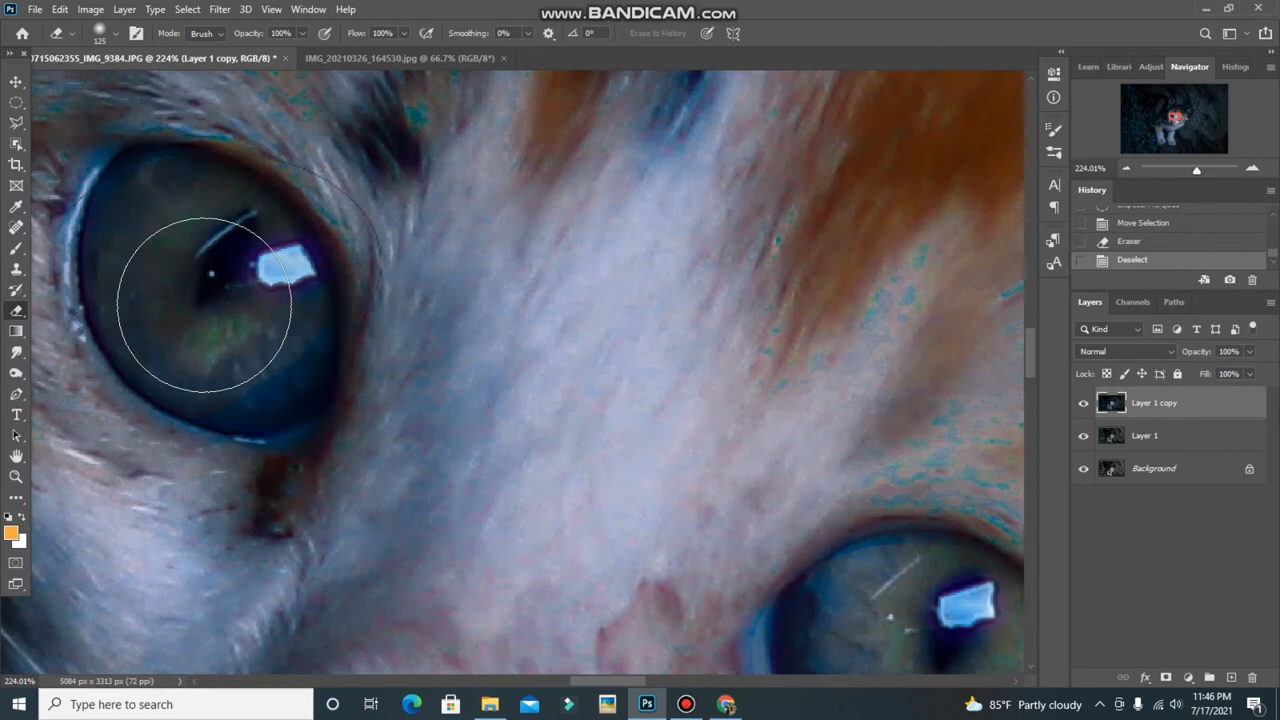 www.BANDICAM.com
File Edit Image Layer Type Select Filter 3D View Window Help
125 Mode: Brush Opacity: 100% Flow: 100% Smoothing: 0% 0° Erase to History
0715062355_IMG_9384.JPG @ 224% (Layer 1 copy, RGB/8) * × IMG_20210326_164530.jpg @ 66.7% (RGB/8*) ×
Learn Librari Adjust Navigator Histog
224.01%
History
Move Selection
Eraser
Deselect
Layers Channels Paths
Kind
Normal Opacity: 100%
Lock: Fill: 100%
Layer 1 copy
Layer 1
Background
224.01% 5084 px x 3313 px (72 ppi)
Type here to search
85°F Partly cloudy
11:46 PM
7/17/2021